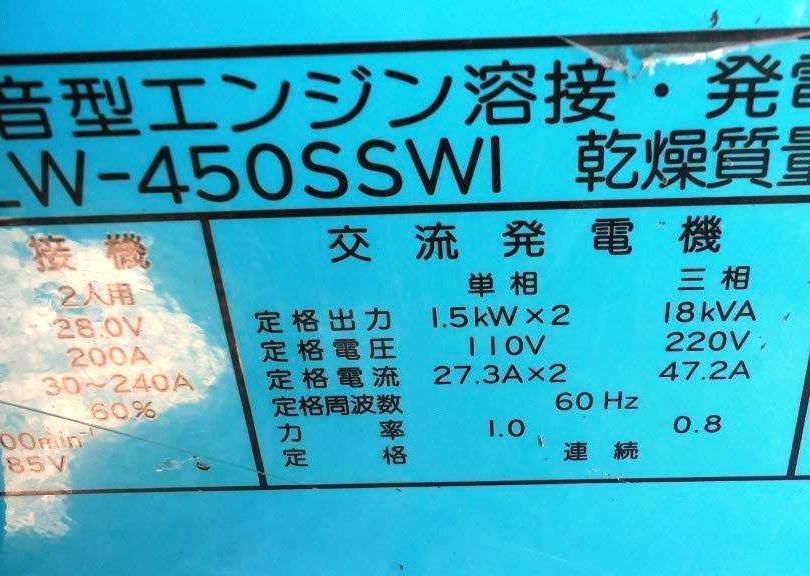 音型エンジン溶接・発電
LW-450SSWI 乾燥質量
接機
2人用
28.0V
200A
30～240A
60%
00min⁻¹
85V
交流発電機
単相 三相
定格出力 1.5kW×2 18kVA
定格電圧 110V 220V
定格電流 27.3A×2 47.2A
定格周波数 60Hz
力率 1.0 0.8
定格 連続